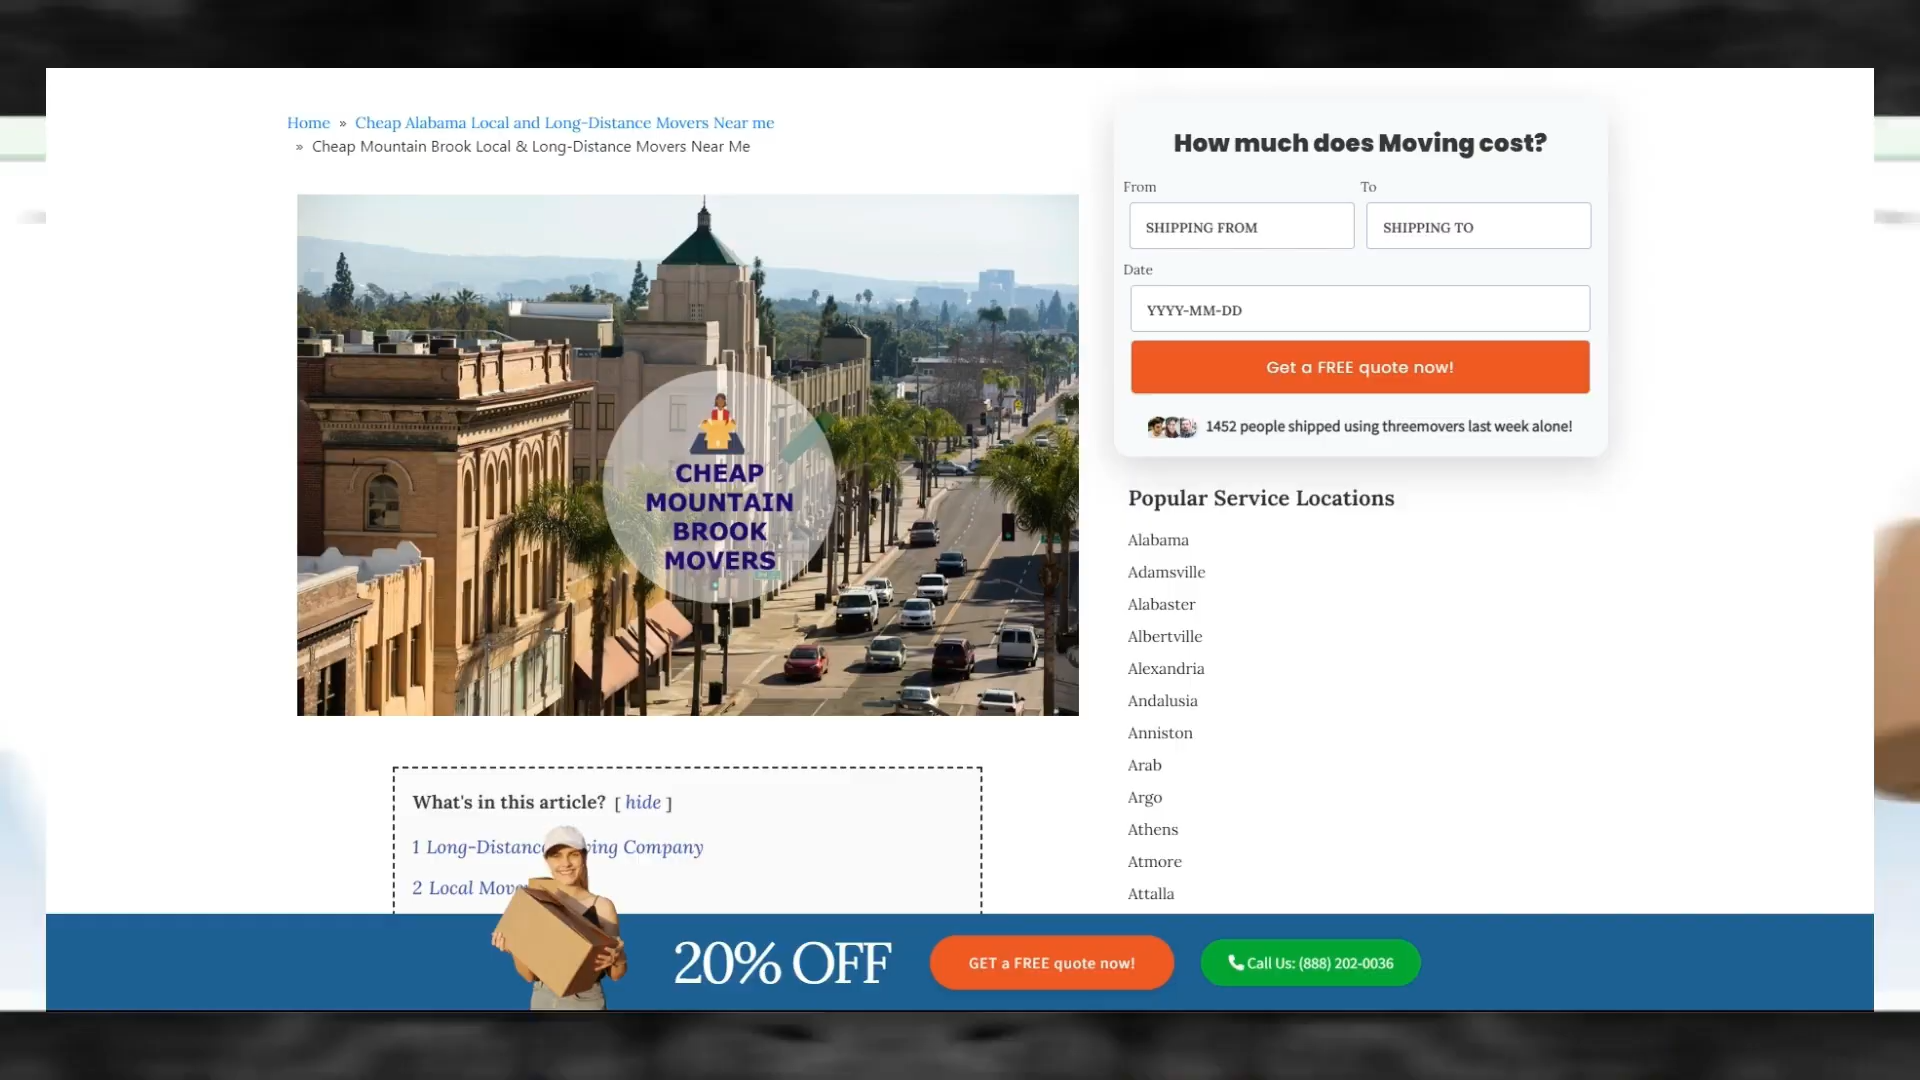 Home » Cheap Alabama Local and Long-Distance Movers Near me
» Cheap Mountain Brook Local & Long-Distance Movers Near Me
CHEAP
MOUNTAIN
BROOK
MOVERS
What's in this article? [ hide ]
1 Long-Distance ing Company
2 Local
How much does Moving cost?
From To
SHIPPING FROM SHIPPING TO
Date
YYYY-MM-DD
Get a FREE quote now!
1452 people shipped using threemovers last week alone!
Popular Service Locations
Alabama
Adamsville
Alabaster
Albertville
Alexandria
Andalusia
Anniston
Arab
Argo
Athens
Atmore
Attalla
20% OFF
GET a FREE quote now!
Call Us: (888) 202-0036